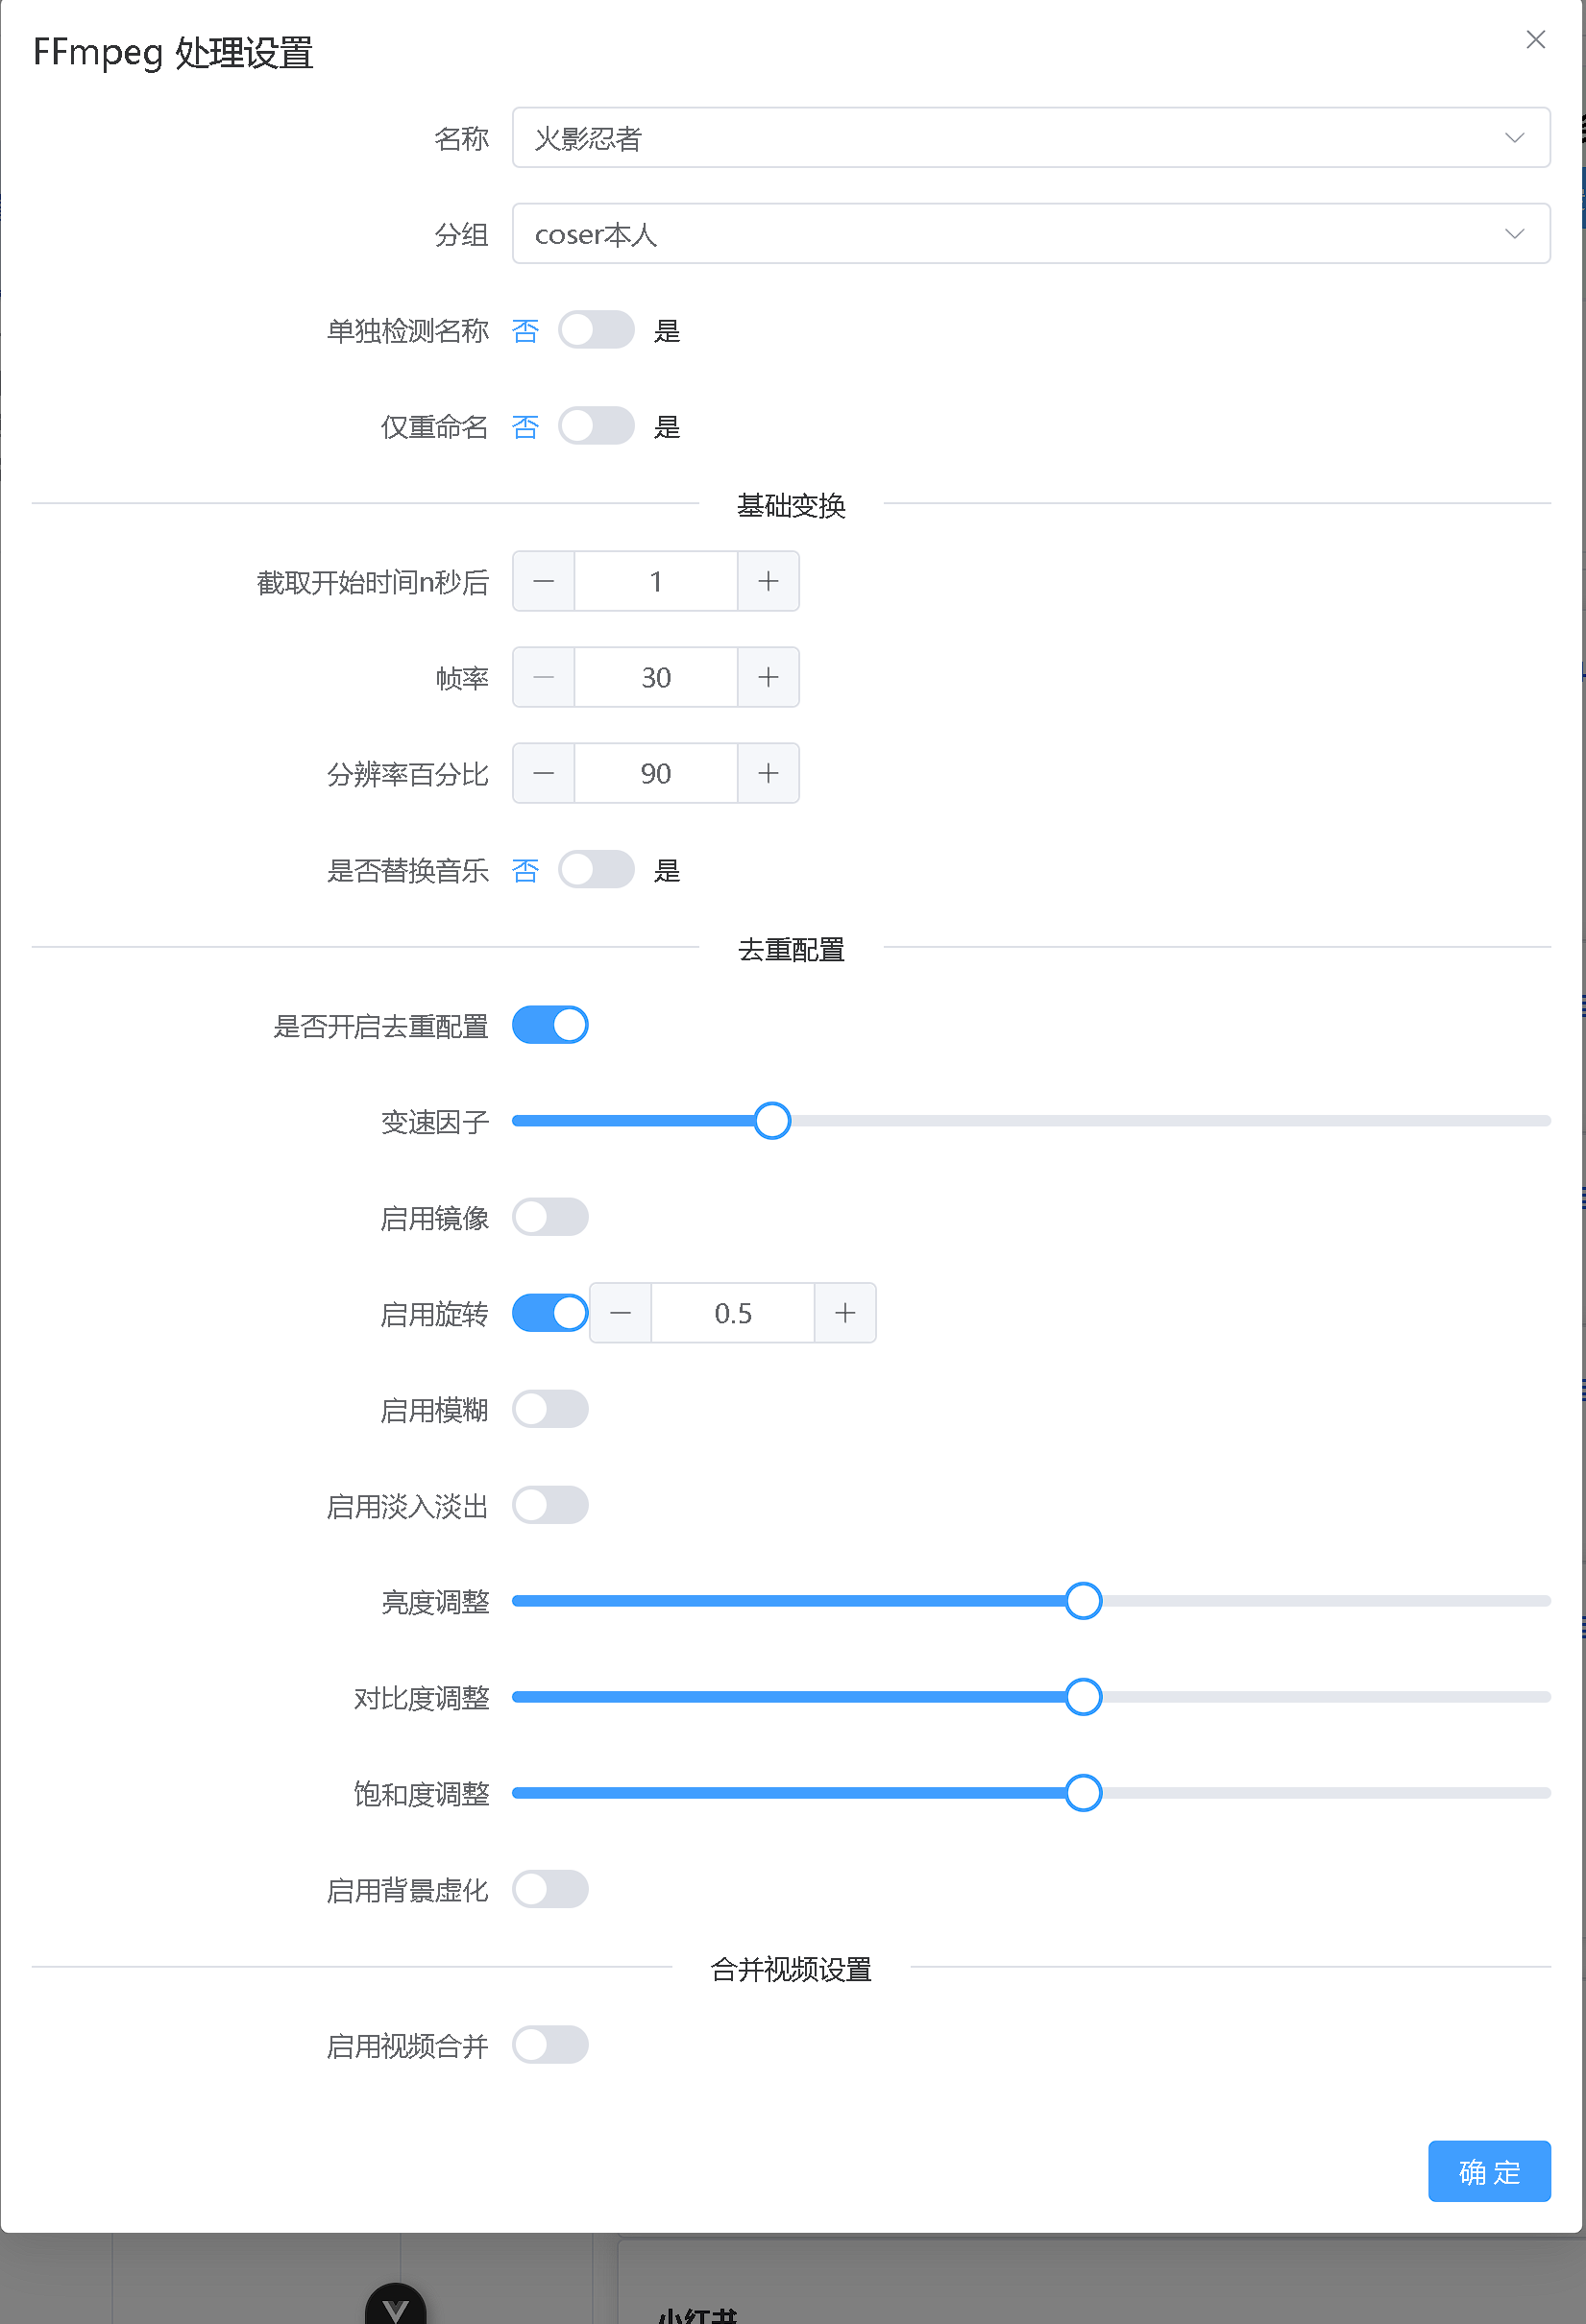 FFmpeg 处理设置
名称 火影忍者
分组 coser本人
单独检测名称 否 是
仅重命名 否 是
基础变换
截取开始时间n秒后 1
帧率 30
分辨率百分比 90
是否替换音乐 否 是
去重配置
是否开启去重配置
变速因子
启用镜像
启用旋转 0.5
启用模糊
启用淡入淡出
亮度调整
对比度调整
饱和度调整
启用背景虚化
合并视频设置
启用视频合并
确 定
小红书